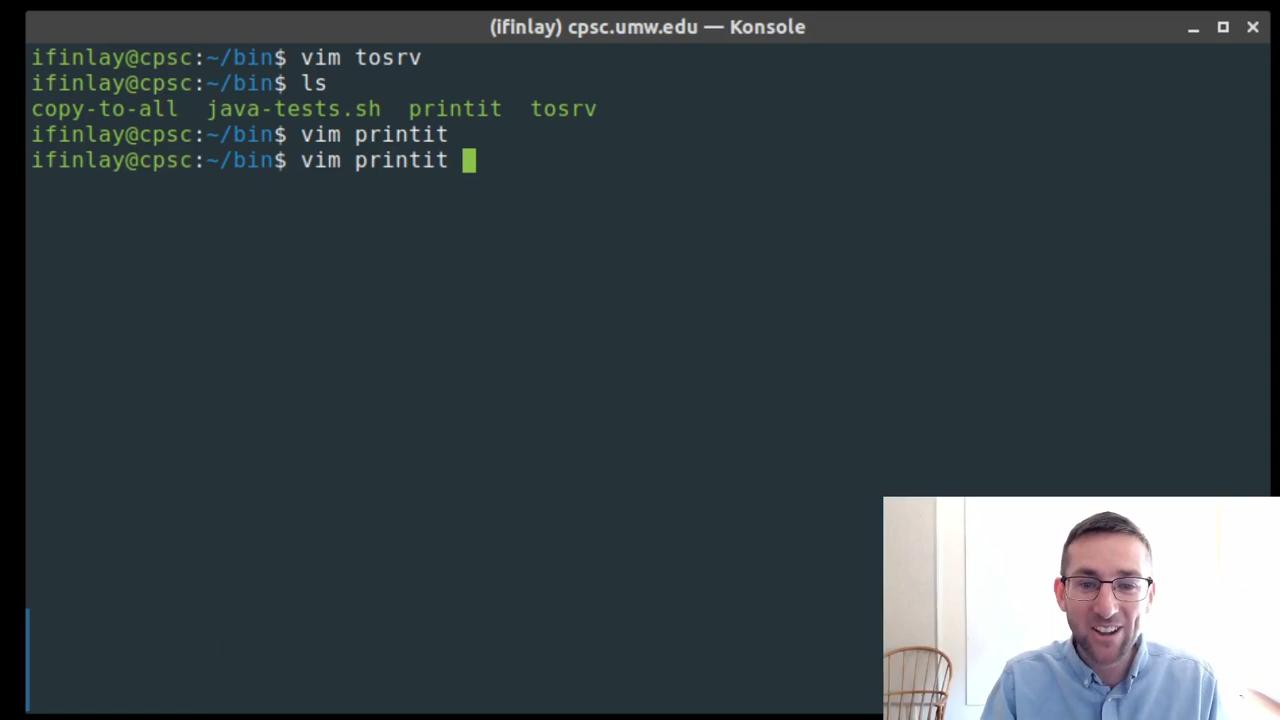 (ifinlay) cpsc.umw.edu — Konsole
ifinlay@cpsc:~/bin$ vim tosrv
ifinlay@cpsc:~/bin$ ls
copy-to-all java-tests.sh printit tosrv
ifinlay@cpsc:~/bin$ vim printit
ifinlay@cpsc:~/bin$ vim printit